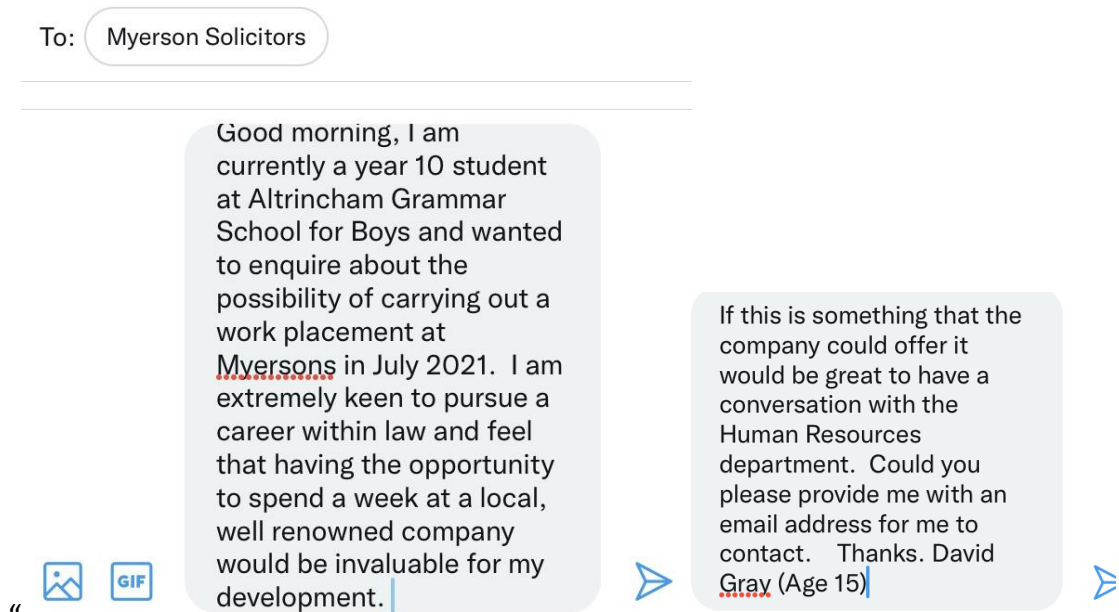 To: Myerson Solicitors
Good morning, I am
currently a year 10 student
at Altrincham Grammar
School for Boys and wanted
to enquire about the
possibility of carrying out a
work placement at
Myersons in July 2021.  I am
extremely keen to pursue a
career within law and feel
that having the opportunity
to spend a week at a local,
well renowned company
would be invaluable for my
development.
GIF
If this is something that the
company could offer it
would be great to have a
conversation with the
Human Resources
department.  Could you
please provide me with an
email address for me to
contact.    Thanks. David
Gray (Age 15)
“